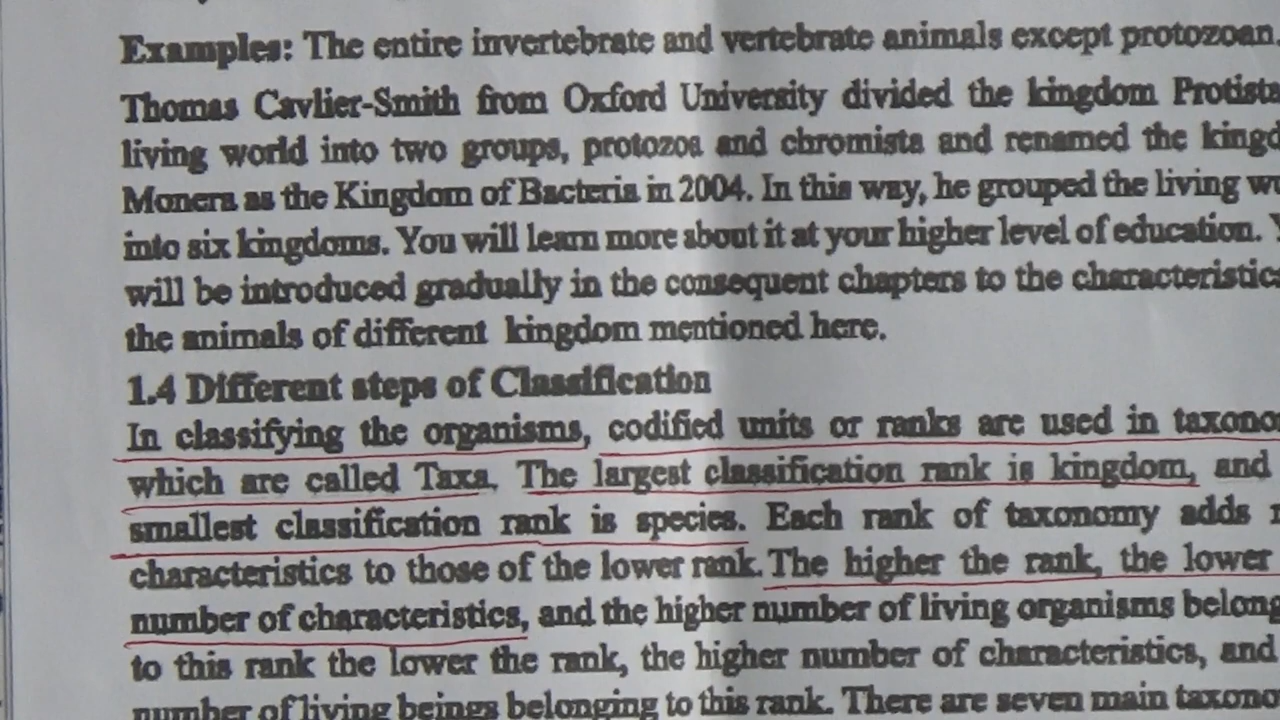 Examples: The entire invertebrate and vertebrate animals except protozoan.
Thomas Cavlier-Smith from Oxford University divided the kingdom Protista
living world into two groups, protozoa and chromista and renamed the
Monera as the Kingdom of Bacteria in 2004. In this way, he grouped the living
into six kingdoms. You will learn more about it at your higher level of education.
will be introduced gradually in the consequent chapters to the characteristics
the animals of different kingdom mentioned here.
1.4 Different steps of Classification
In classifying the organisms, codified units or ranks are used in
which are called Taxa. The largest classification rank is kingdom, and
smallest classification rank is species. Each rank of taxonomy adds
characteristics to those of the lower rank. The higher the rank, the lower
number of characteristics, and the higher number of living organisms
to this rank the lower the rank, the higher number of characteristics, and
number of living beings belonging to this rank. There are seven main